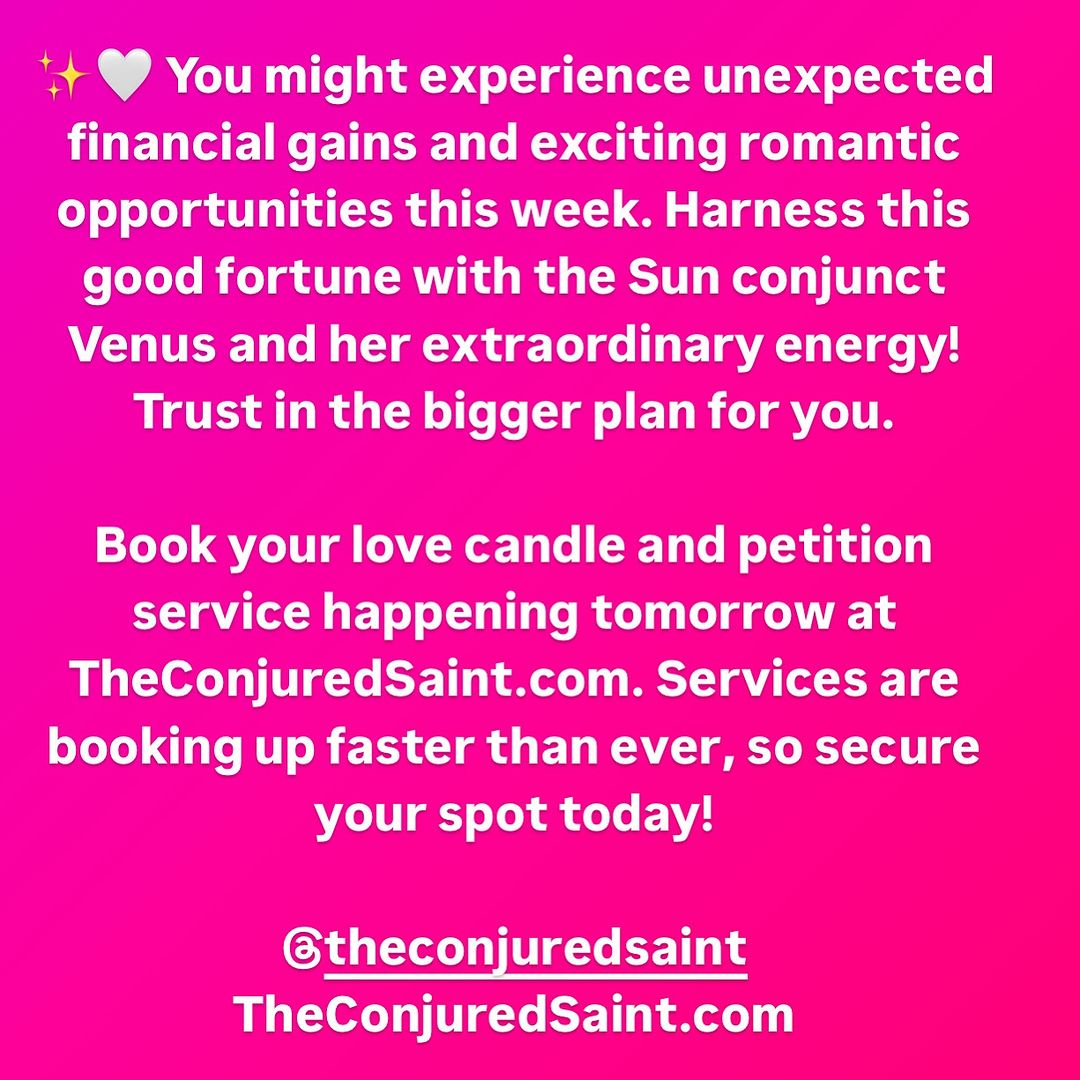 ✨🤍 You might experience unexpected
financial gains and exciting romantic
opportunities this week. Harness this
good fortune with the Sun conjunct
Venus and her extraordinary energy!
Trust in the bigger plan for you.
Book your love candle and petition
service happening tomorrow at
TheConjuredSaint.com. Services are
booking up faster than ever, so secure
your spot today!
@theconjuredsaint
TheConjuredSaint.com